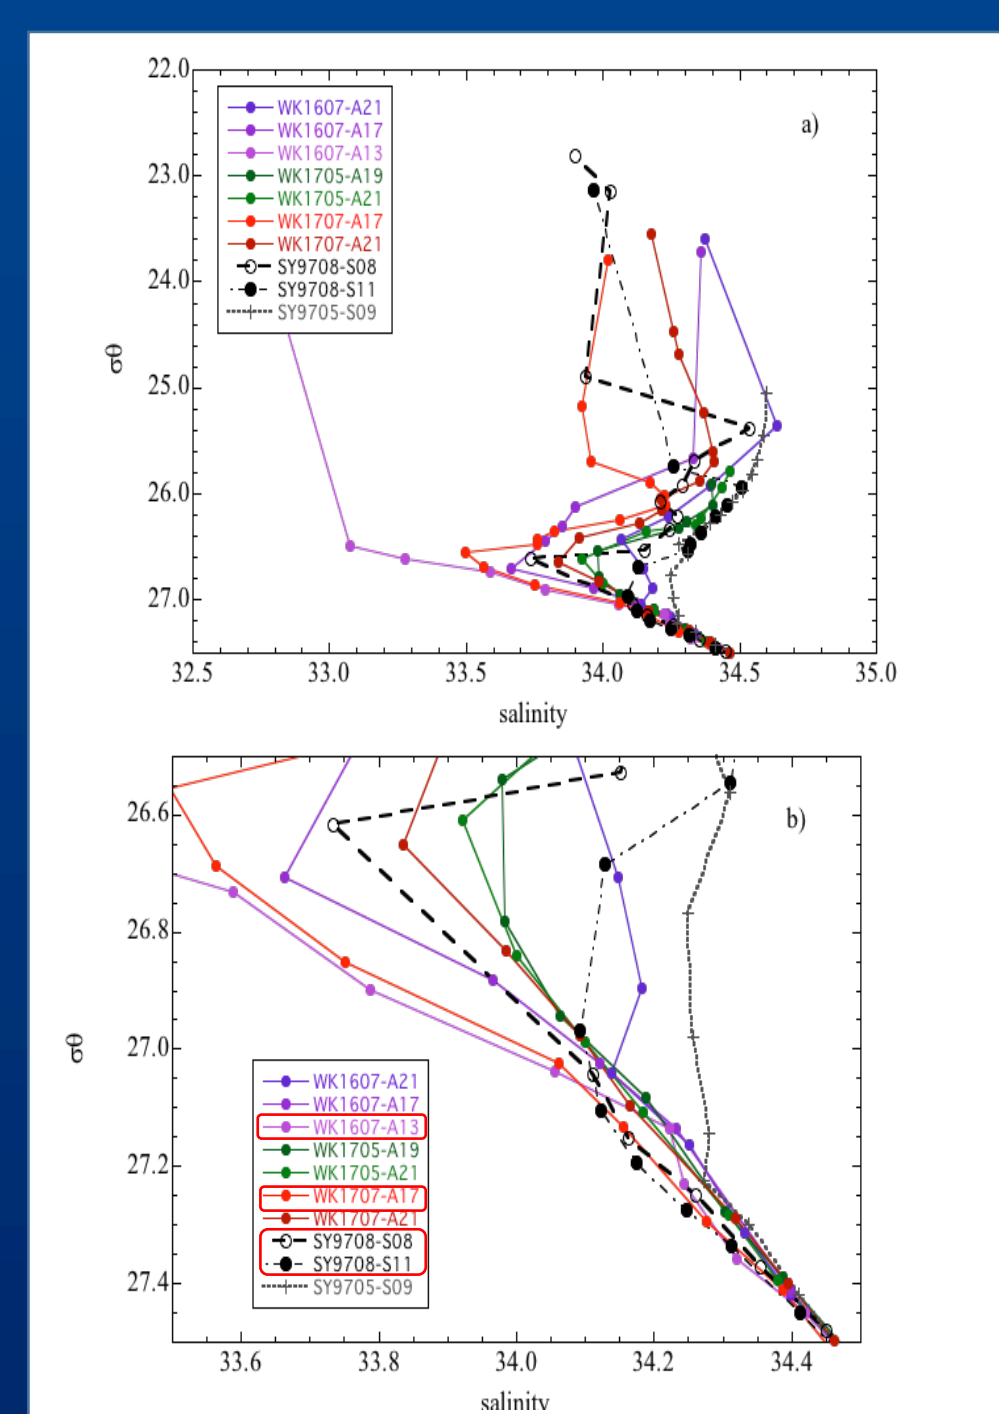 22.0
23.0
24.0
25.0
26.0
27.0
σθ
WK1607-A21
WK1607-A17
WK1607-A13
WK1705-A19
WK1705-A21
WK1707-A17
WK1707-A21
SY9708-S08
SY9708-S11
SY9705-S09
a)
32.5 33.0 33.5 34.0 34.5 35.0
salinity
26.6
26.8
27.0
27.2
27.4
σθ
b)
WK1607-A21
WK1607-A17
WK1607-A13
WK1705-A19
WK1705-A21
WK1707-A17
WK1707-A21
SY9708-S08
SY9708-S11
SY9705-S09
33.6 33.8 34.0 34.2 34.4
salinity